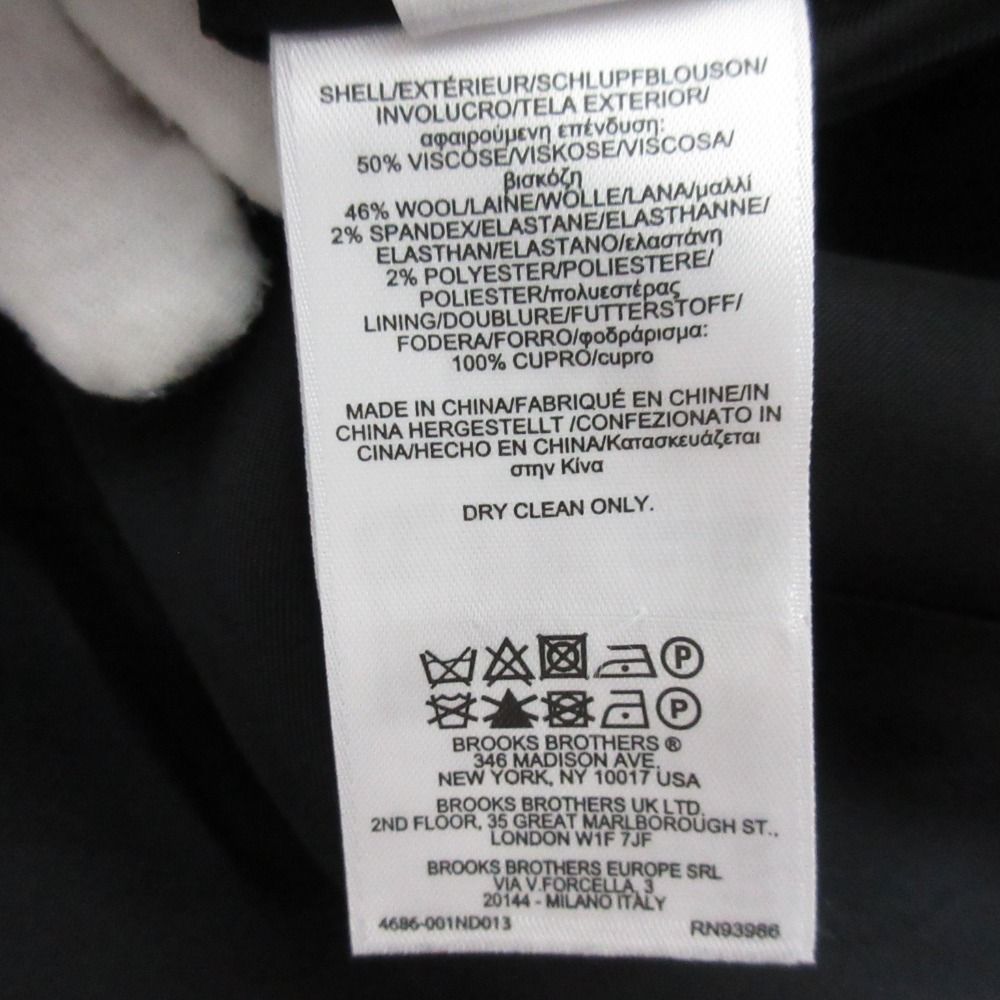 SHELL/EXTÉRIEUR/SCHLUPFBLOUSON/
INVOLUCRO/TELA EXTERIOR/
αφαιρούμενη επένδυση:
50% VISCOSE/VISKOSE/VISCOSA/
βισκόζη
46% WOOL/LAINE/WOLLE/LANA/μαλλί
2% SPANDEX/ELASTANE/ELASTHANNE/
ELASTHAN/ELASTANO/ελαστάνη
2% POLYESTER/POLIESTERE/
POLIESTER/πολυεστέρας
LINING/DOUBLURE/FUTTERSTOFF/
FODERA/FORRO/φοδράρισμα:
100% CUPRO/cupro
MADE IN CHINA/FABRIQUÉ EN CHINE/IN
CHINA HERGESTELLT /CONFEZIONATO IN
CINA/HECHO EN CHINA/Κατασκευάζεται
στην Κίνα
DRY CLEAN ONLY.
P
P
BROOKS BROTHERS ®
346 MADISON AVE.
NEW YORK, NY 10017 USA
BROOKS BROTHERS UK LTD.
2ND FLOOR, 35 GREAT MARLBOROUGH ST.,
LONDON W1F 7JF
BROOKS BROTHERS EUROPE SRL
VIA V.FORCELLA, 3
20144 - MILANO ITALY
4686-001ND013 RN93986